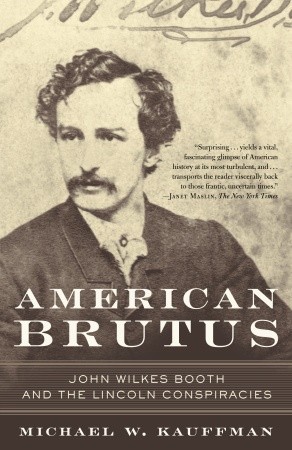 Wilkes B
"Surprising . . . yields a vital,
fascinating glimpse of American
history at its most turbulent, and . . .
transports the reader viscerally back
to those frantic, uncertain times."
—JANET MASLIN, The New York Times
AMERICAN
BRUTUS
JOHN WILKES BOOTH
AND THE LINCOLN CONSPIRACIES
MICHAEL W. KAUFFMAN